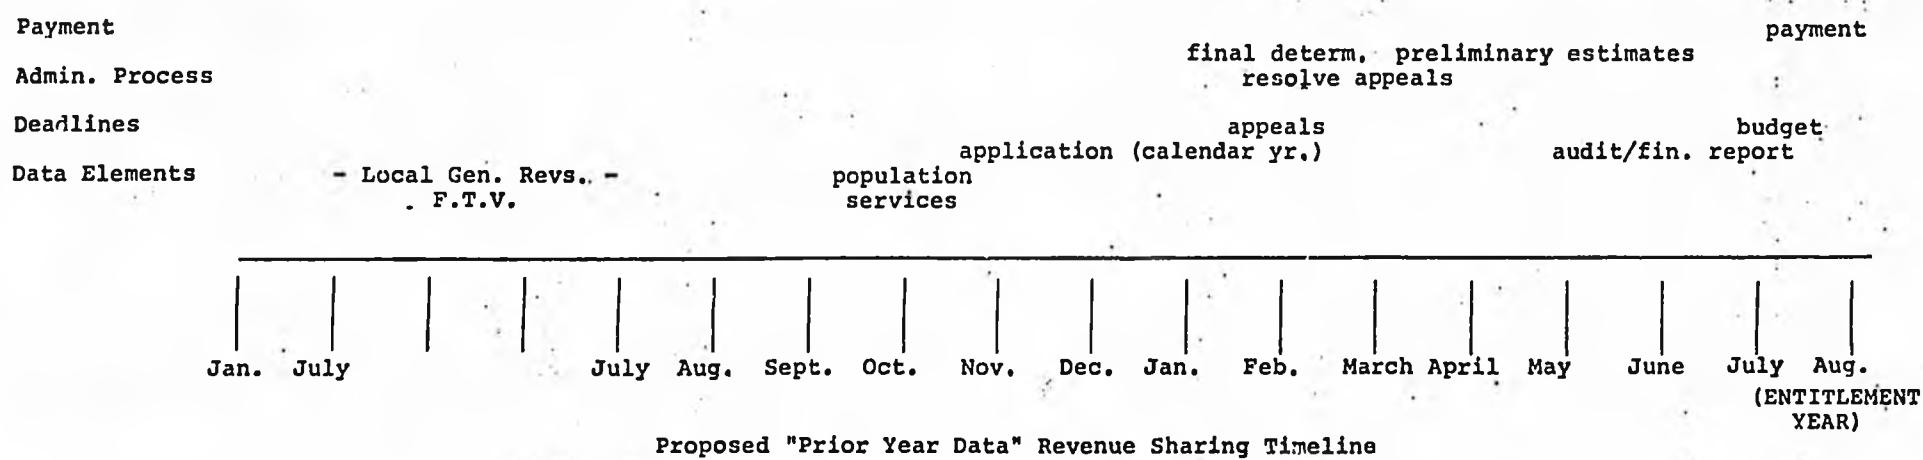 Payment payment
final determ. preliminary estimates
Admin. Process resolve appeals
Deadlines appeals budget
application (calendar yr.) audit/fin. report
Data Elements - Local Gen. Revs. - population
F.T.V. services
Jan. July July Aug. Sept. Oct. Nov. Dec. Jan. Feb. March April May June July Aug.
(ENTITLEMENT
YEAR)
Proposed "Prior Year Data" Revenue Sharing Timeline